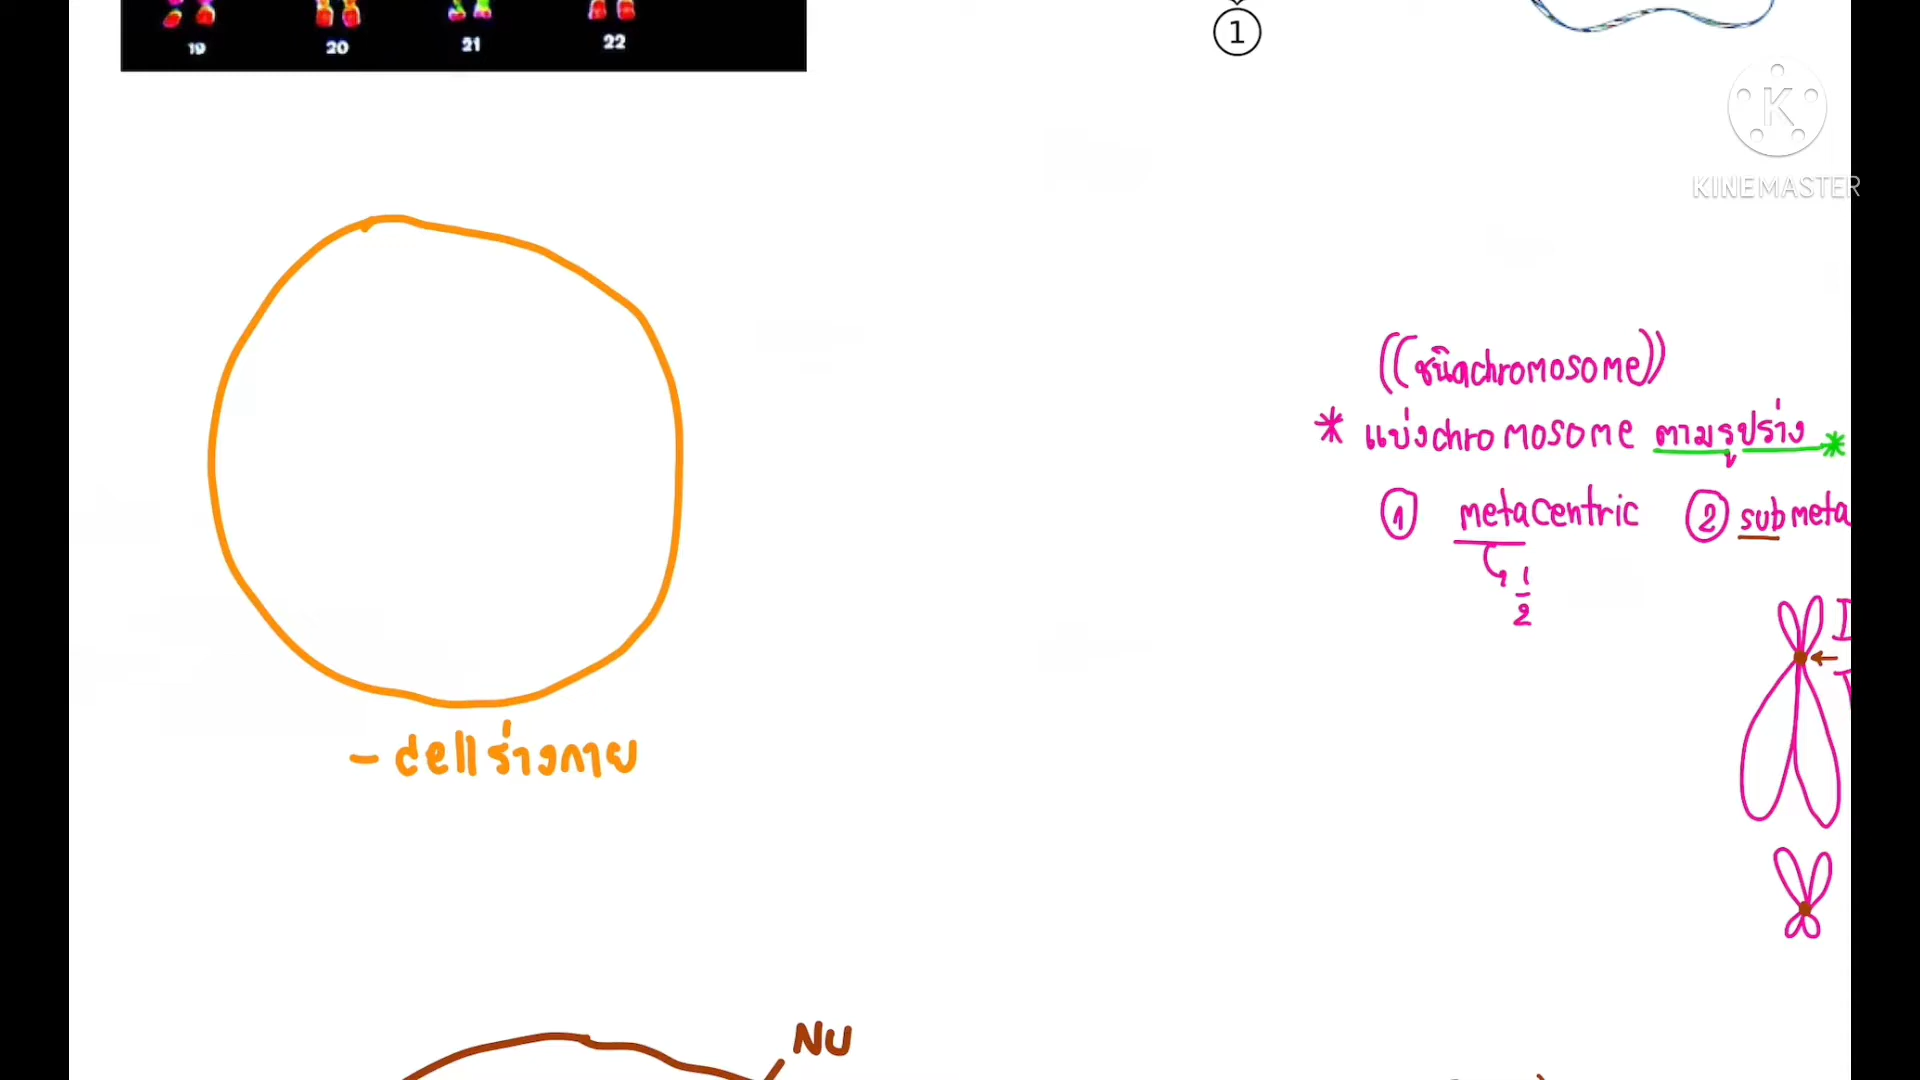 19 20 21 22
1
KINEMASTER
((ชนิดchromosome))
* แบ่งchromosome ตามรูปร่าง *
① metacentric ② submeta
1/2
- cell ร่างกาย
NU